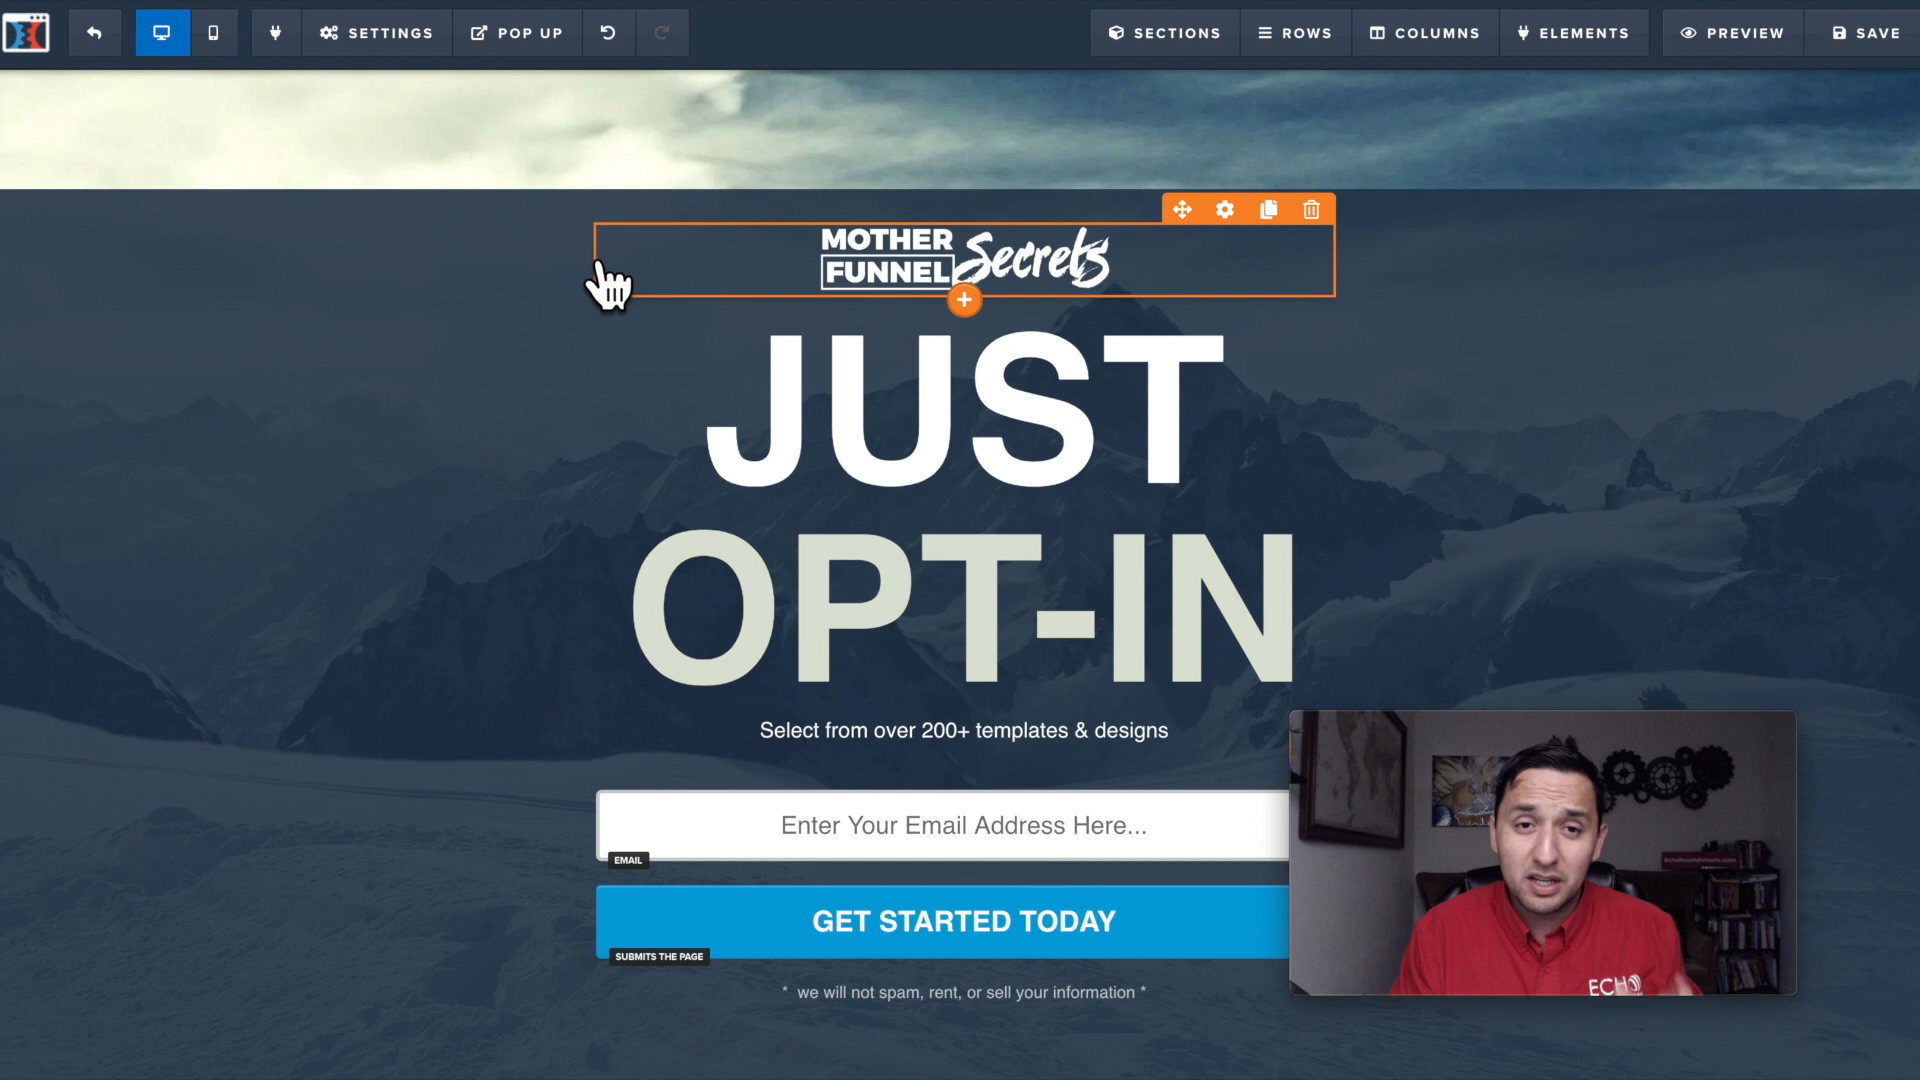 SETTINGS
POP UP
SECTIONS
ROWS
COLUMNS
ELEMENTS
PREVIEW
SAVE
MOTHER
FUNNEL
Secrets
JUST
OPT-IN
Select from over 200+ templates & designs
Enter Your Email Address Here...
EMAIL
GET STARTED TODAY
SUBMITS THE PAGE
* we will not spam, rent, or sell your information *
ECHO